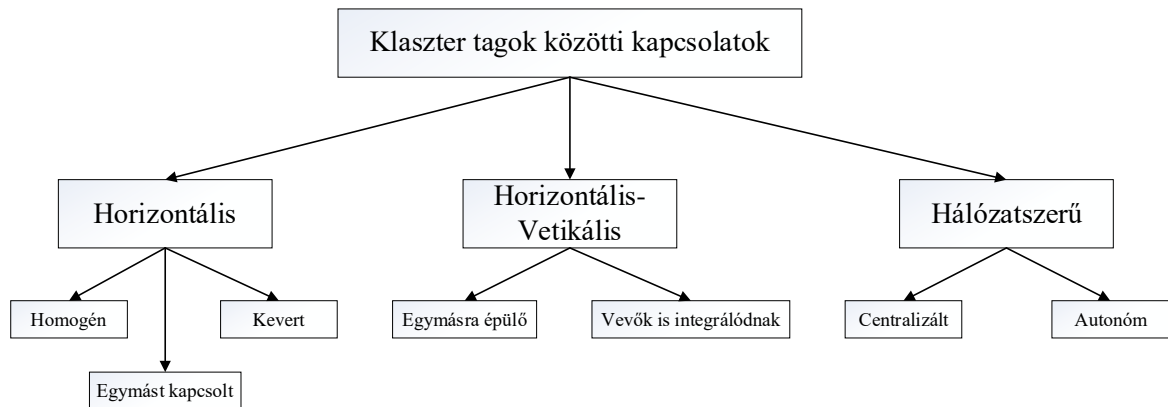 Klaszter tagok közötti kapcsolatok
Horizontális
Horizontális-
Vetikális
Hálózatszerű
Homogén
Kevert
Egymásra épülő
Vevők is integrálódnak
Centralizált
Autonóm
Egymást kapcsolt